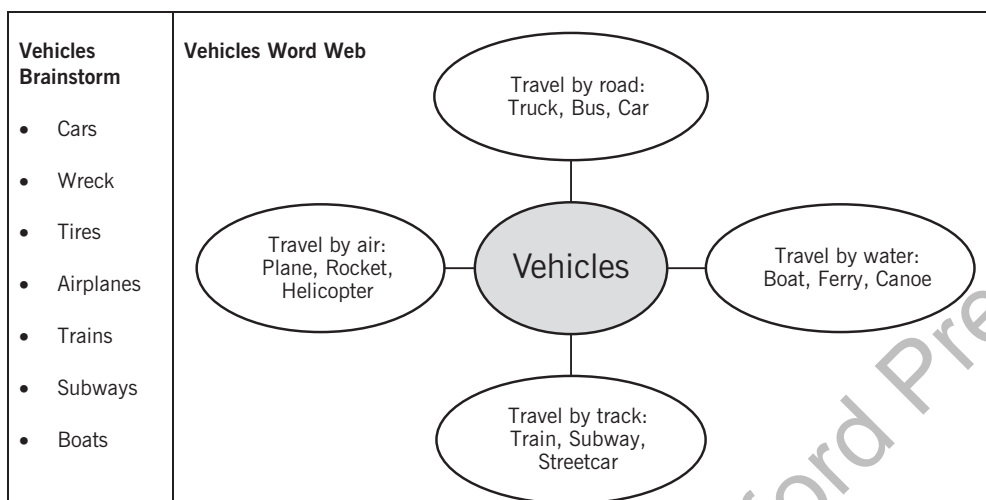 Vehicles
Brainstorm
• Cars
• Wreck
• Tires
• Airplanes
• Trains
• Subways
• Boats
Vehicles Word Web
Travel by road:
Truck, Bus, Car
Travel by air:
Plane, Rocket,
Helicopter
Vehicles
Travel by water:
Boat, Ferry, Canoe
Travel by track:
Train, Subway,
Streetcar